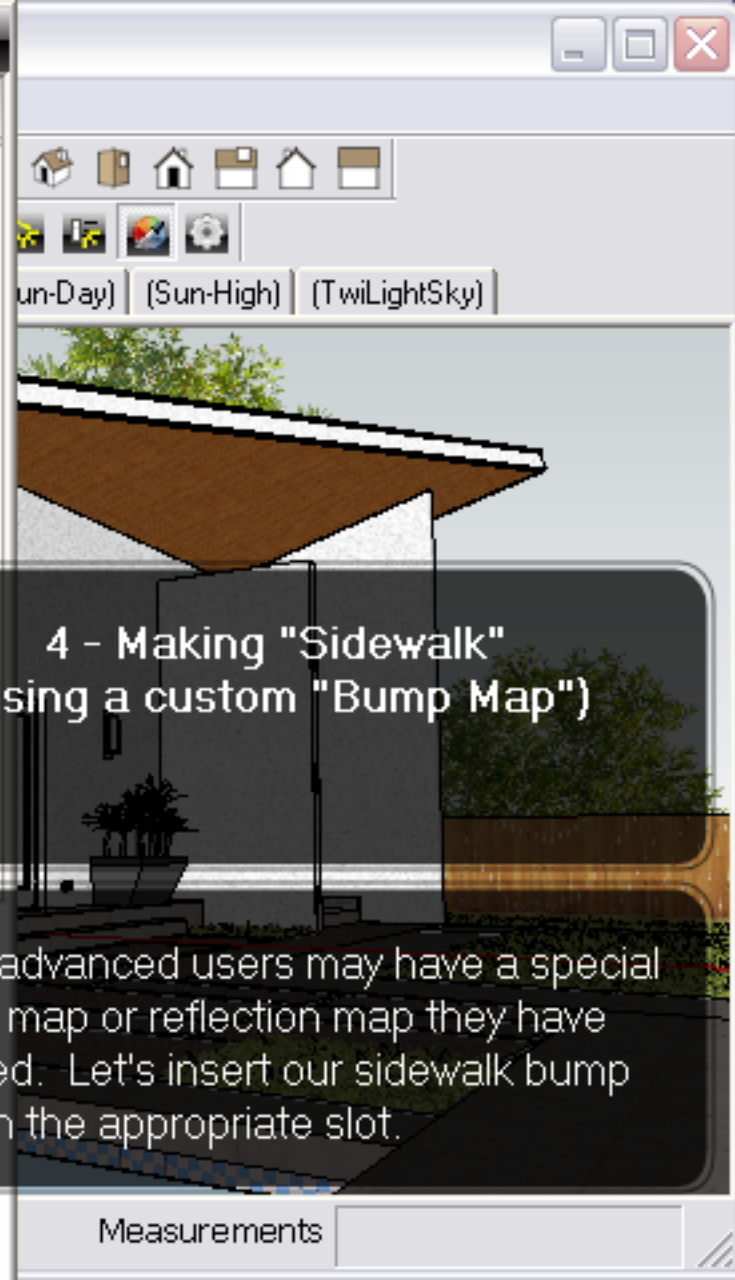 un-Day) (Sun-High) (TwiLightSky)
4 - Making "Sidewalk"
sing a custom "Bump Map")
advanced users may have a special
map or reflection map they have
ed. Let's insert our sidewalk bump
n the appropriate slot.
Measurements